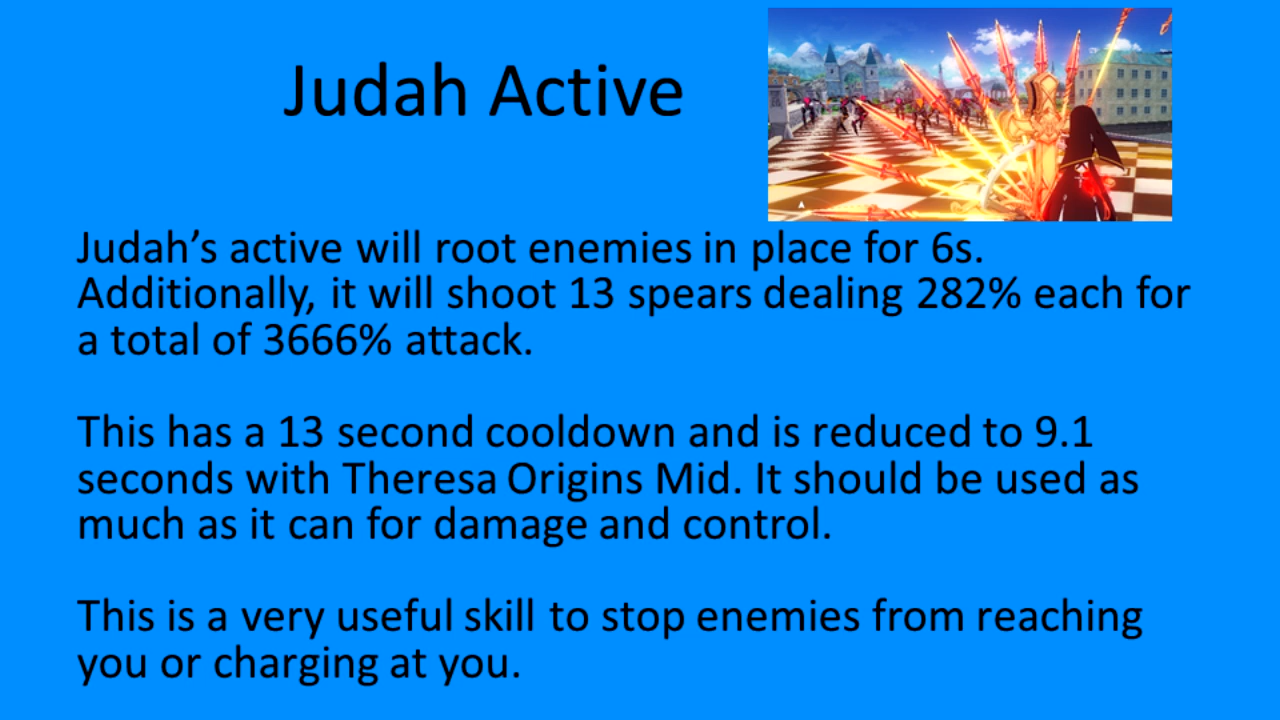 Judah Active
Judah’s active will root enemies in place for 6s.
Additionally, it will shoot 13 spears dealing 282% each for
a total of 3666% attack.
This has a 13 second cooldown and is reduced to 9.1
seconds with Theresa Origins Mid. It should be used as
much as it can for damage and control.
This is a very useful skill to stop enemies from reaching
you or charging at you.